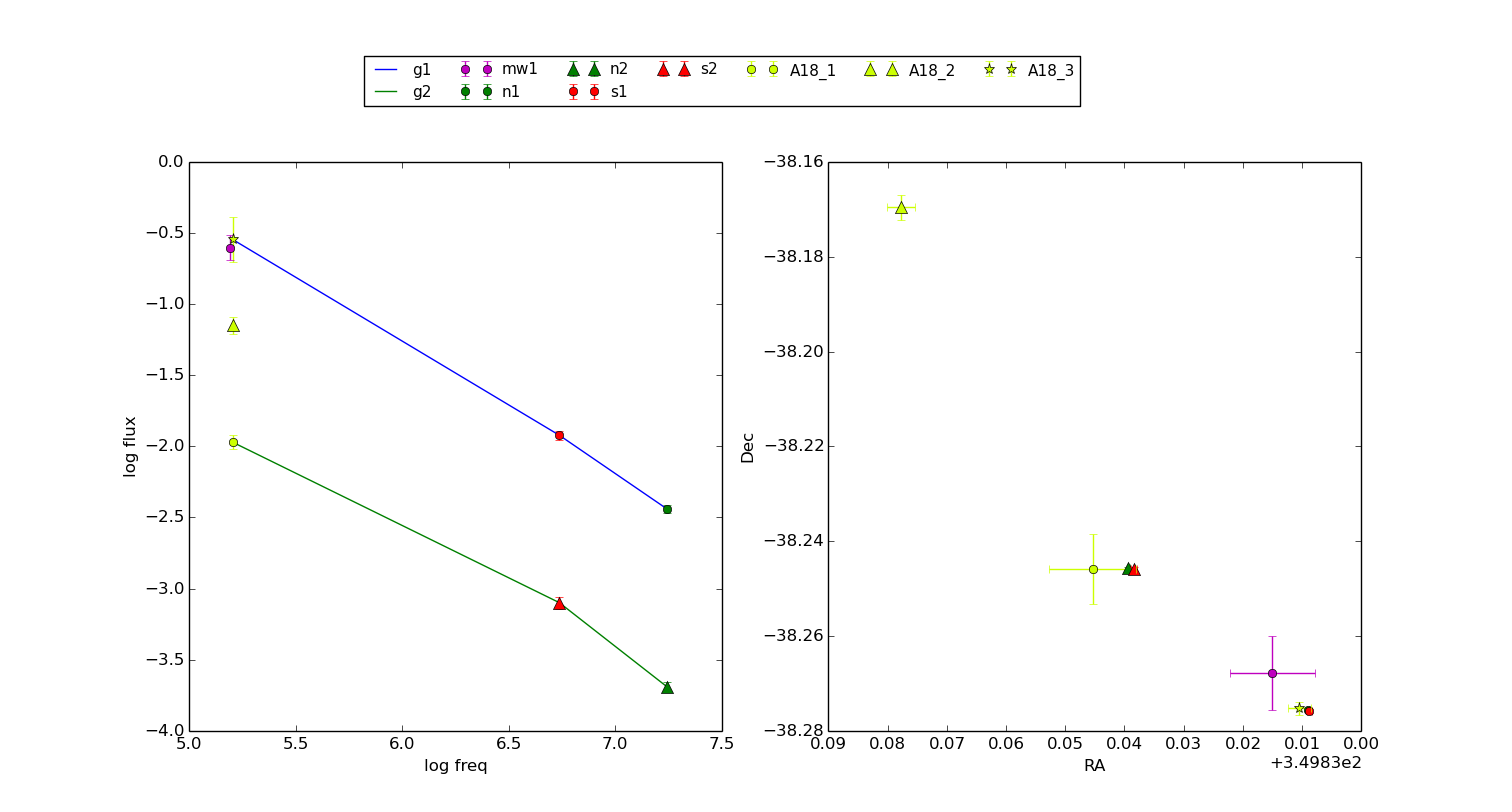 g1 mw1 n2 s2 A18_1 A18_2 A18_3
g2 n1 s1
0.0
−0.5
−1.0
−1.5
−2.0
−2.5
−3.0
−3.5
−4.0
log flux
5.0 5.5 6.0 6.5 7.0 7.5
log freq
−38.16
−38.18
−38.20
−38.22
−38.24
−38.26
−38.28
Dec
0.09 0.08 0.07 0.06 0.05 0.04 0.03 0.02 0.01 0.00
+3.4983e2
RA